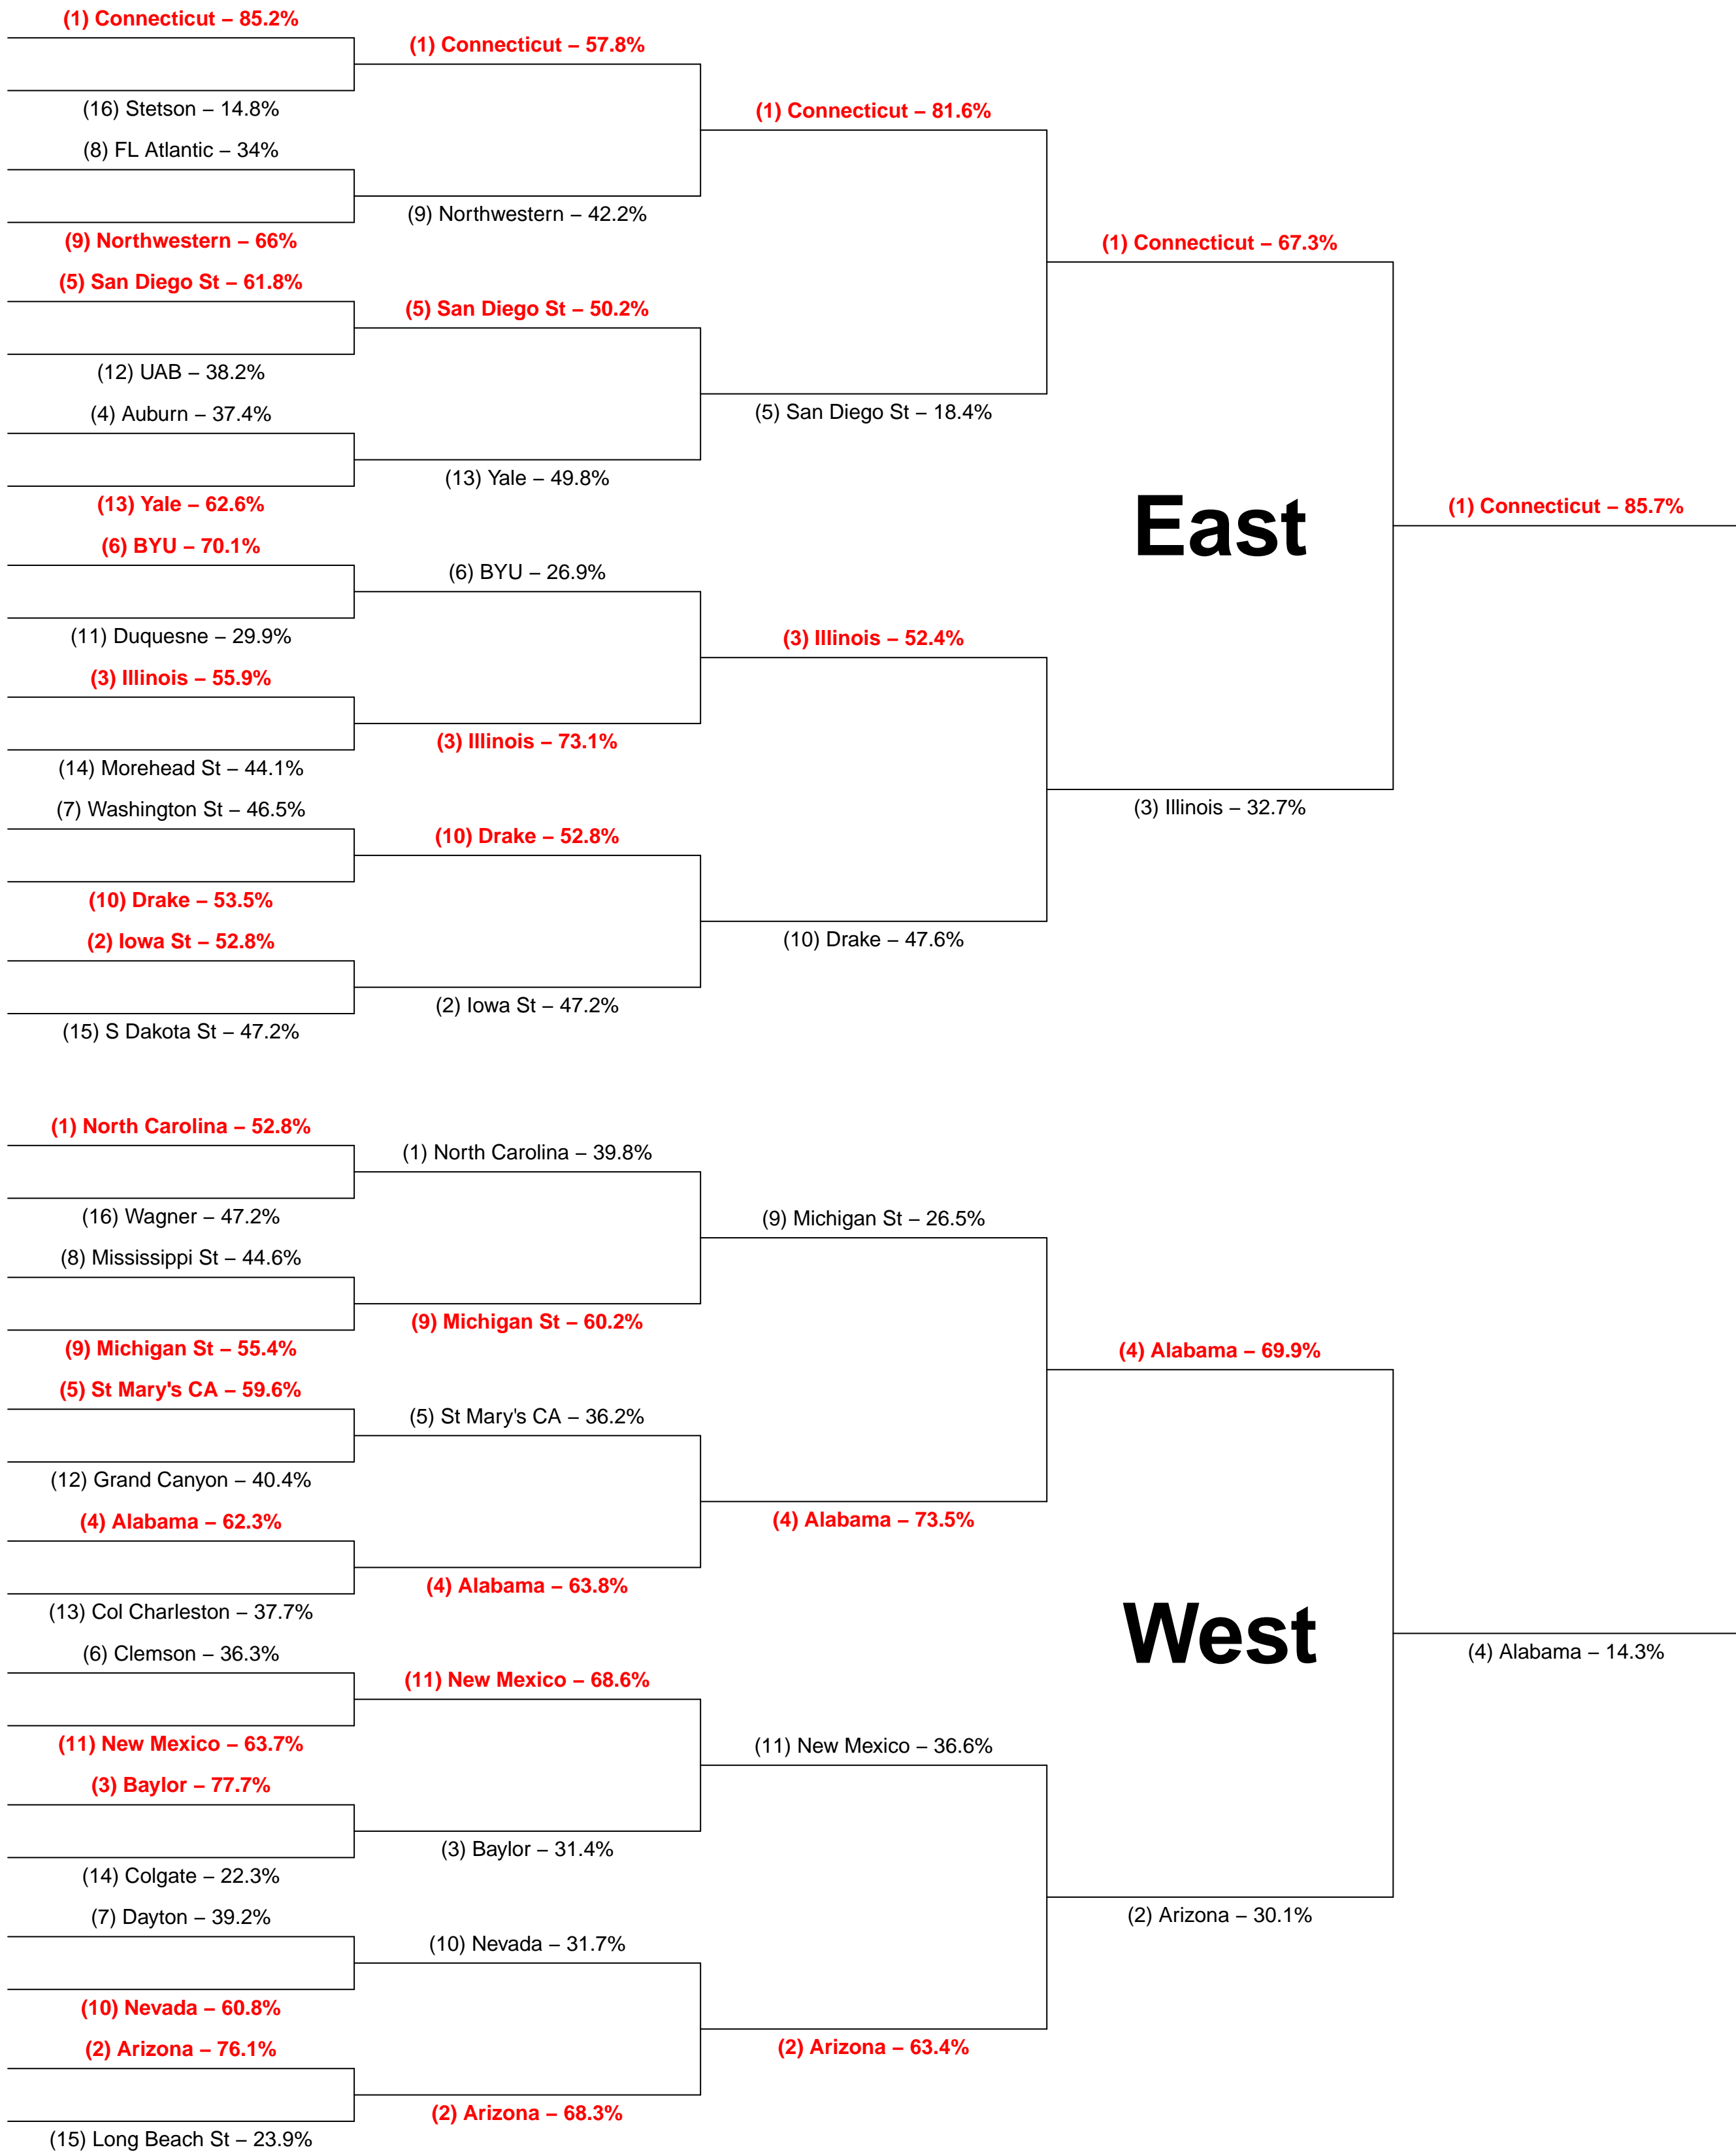 (1) Connecticut – 85.2%
(16) Stetson – 14.8%
(8) FL Atlantic – 34%
(9) Northwestern – 66%
(5) San Diego St – 61.8%
(12) UAB – 38.2%
(4) Auburn – 37.4%
(13) Yale – 62.6%
(6) BYU – 70.1%
(11) Duquesne – 29.9%
(3) Illinois – 55.9%
(14) Morehead St – 44.1%
(7) Washington St – 46.5%
(10) Drake – 53.5%
(2) Iowa St – 52.8%
(15) S Dakota St – 47.2%
(1) Connecticut – 57.8%
(9) Northwestern – 42.2%
(5) San Diego St – 50.2%
(13) Yale – 49.8%
(6) BYU – 26.9%
(3) Illinois – 73.1%
(10) Drake – 52.8%
(2) Iowa St – 47.2%
(1) Connecticut – 81.6%
(5) San Diego St – 18.4%
(3) Illinois – 52.4%
(10) Drake – 47.6%
(1) Connecticut – 67.3%
(3) Illinois – 32.7%
East
(1) Connecticut – 85.7%
(1) North Carolina – 52.8%
(16) Wagner – 47.2%
(8) Mississippi St – 44.6%
(9) Michigan St – 55.4%
(5) St Mary's CA – 59.6%
(12) Grand Canyon – 40.4%
(4) Alabama – 62.3%
(13) Col Charleston – 37.7%
(6) Clemson – 36.3%
(11) New Mexico – 63.7%
(3) Baylor – 77.7%
(14) Colgate – 22.3%
(7) Dayton – 39.2%
(10) Nevada – 60.8%
(2) Arizona – 76.1%
(15) Long Beach St – 23.9%
(1) North Carolina – 39.8%
(9) Michigan St – 60.2%
(5) St Mary's CA – 36.2%
(4) Alabama – 63.8%
(11) New Mexico – 68.6%
(3) Baylor – 31.4%
(10) Nevada – 31.7%
(2) Arizona – 68.3%
(9) Michigan St – 26.5%
(4) Alabama – 73.5%
(11) New Mexico – 36.6%
(2) Arizona – 63.4%
(4) Alabama – 69.9%
(2) Arizona – 30.1%
West
(4) Alabama – 14.3%